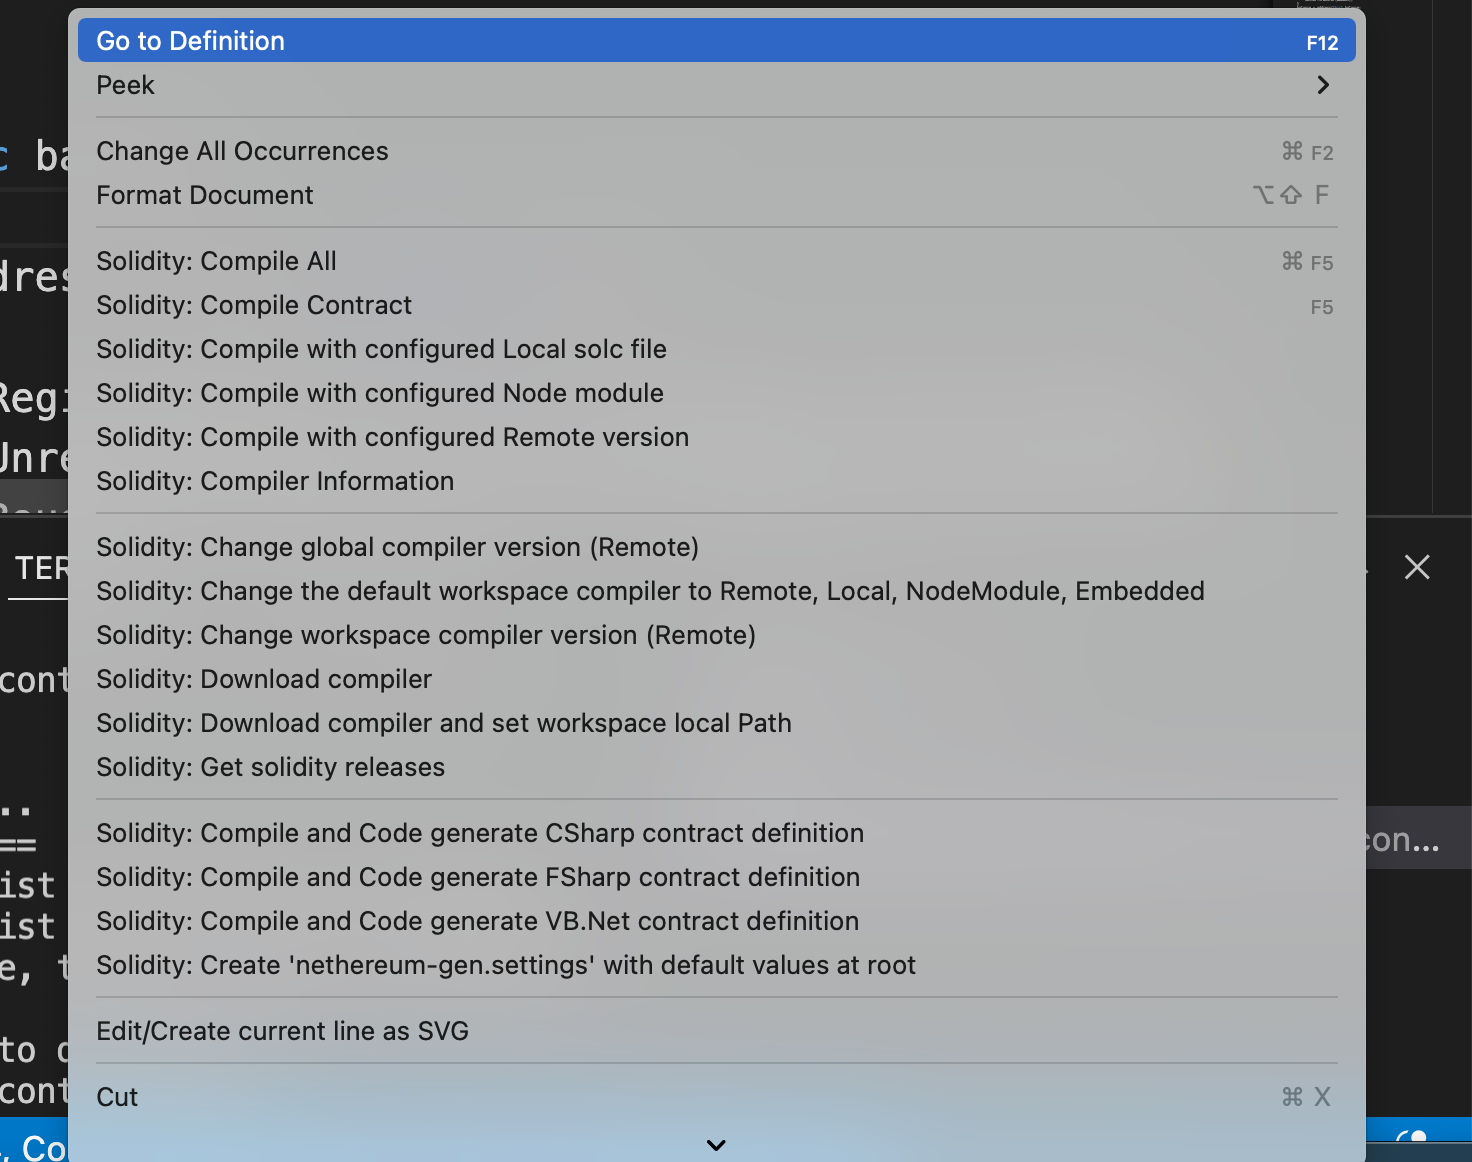 Go to Definition F12
Peek
Change All Occurrences ⌘ F2
Format Document ⌥⇧ F
Solidity: Compile All ⌘ F5
Solidity: Compile Contract F5
Solidity: Compile with configured Local solc file
Solidity: Compile with configured Node module
Solidity: Compile with configured Remote version
Solidity: Compiler Information
Solidity: Change global compiler version (Remote)
Solidity: Change the default workspace compiler to Remote, Local, NodeModule, Embedded
Solidity: Change workspace compiler version (Remote)
Solidity: Download compiler
Solidity: Download compiler and set workspace local Path
Solidity: Get solidity releases
Solidity: Compile and Code generate CSharp contract definition
Solidity: Compile and Code generate FSharp contract definition
Solidity: Compile and Code generate VB.Net contract definition
Solidity: Create 'nethereum-gen.settings' with default values at root
Edit/Create current line as SVG
Cut ⌘ X
c ba
dres
Regi
Unre
TER
cont
..
==
ist
ist
e, t
to
cont
, Co
con...